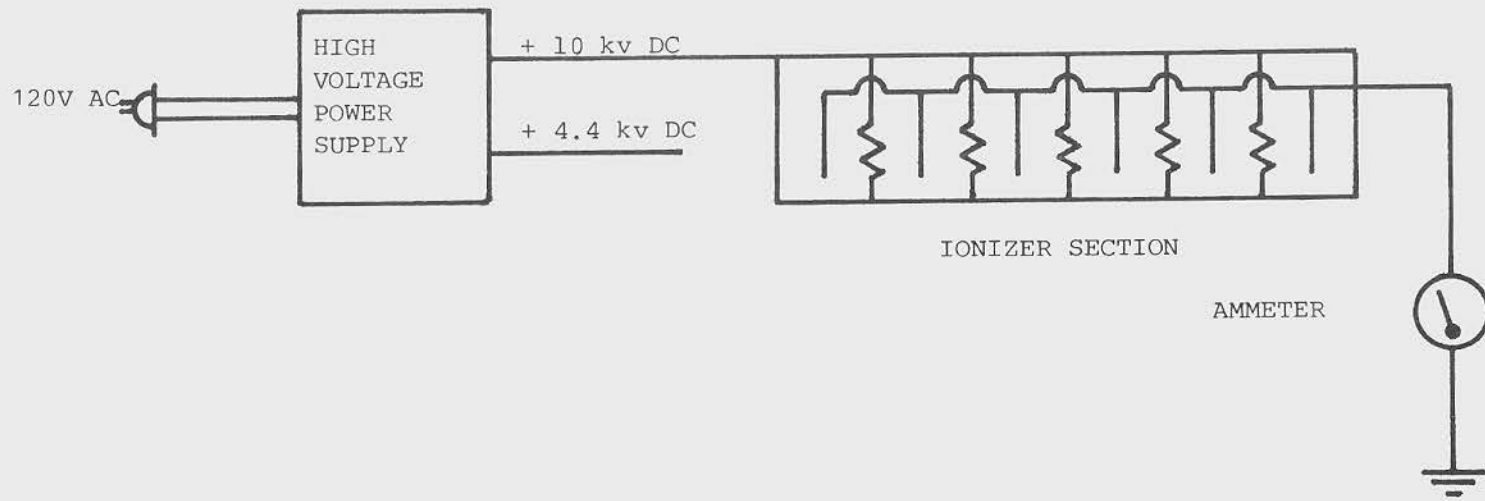 HIGH
VOLTAGE
POWER
SUPPLY
120V AC
+ 10 kv DC
+ 4.4 kv DC
IONIZER SECTION
AMMETER